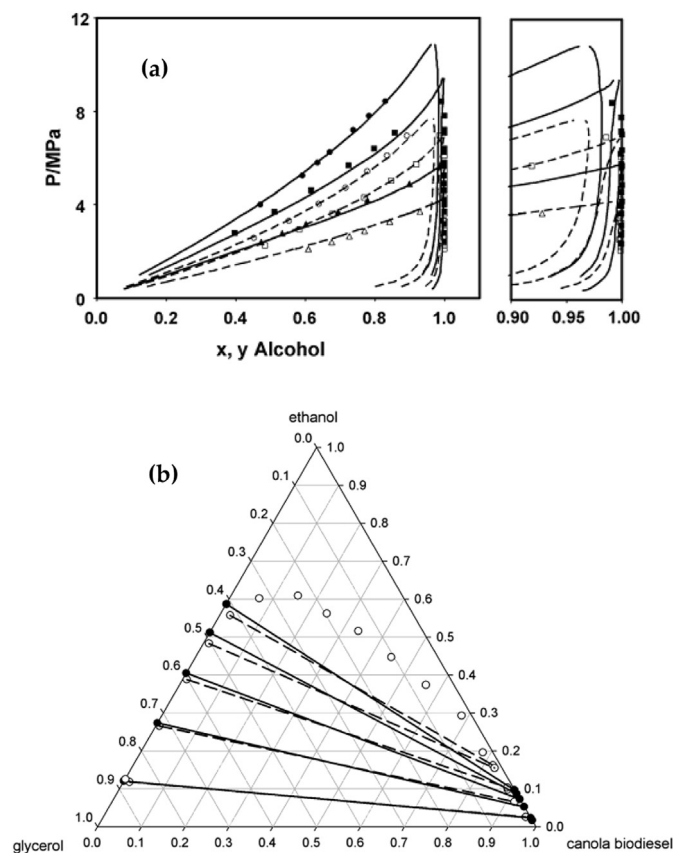 (a)
P/MPa
12
8
4
0
0.0 0.2 0.4 0.6 0.8 1.0
x, y Alcohol
0.90 0.95 1.00
(b)
ethanol
0.0 1.0
0.1 0.9
0.2 0.8
0.3 0.7
0.4 0.6
0.5 0.5
0.6 0.4
0.7 0.3
0.8 0.2
0.9 0.1
1.0 0.0
glycerol 0.0 0.1 0.2 0.3 0.4 0.5 0.6 0.7 0.8 0.9 1.0 canola biodiesel